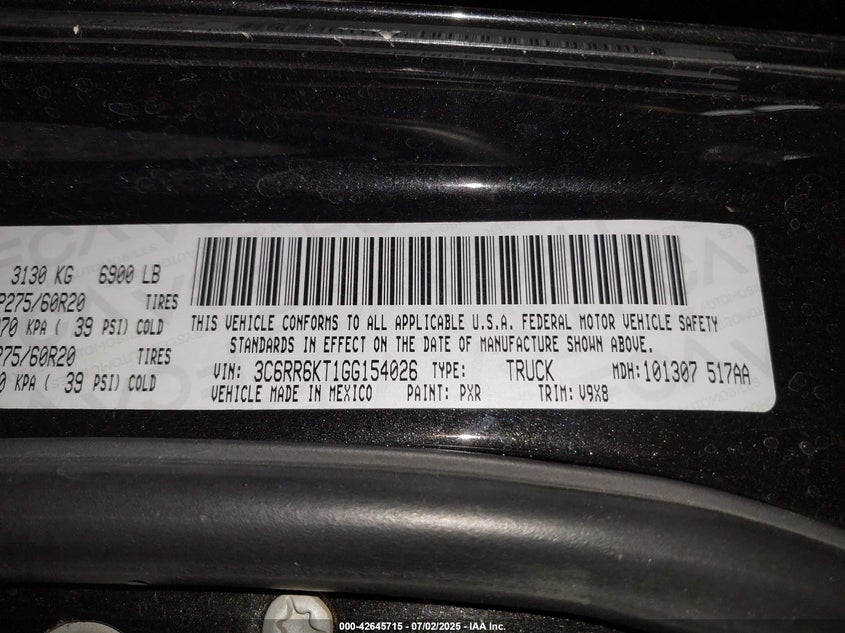 3130 KG 6900 LB
P275/60R20 TIRES
70 KPA ( 39 PSI) COLD
275/60R20 TIRES
0 KPA ( 39 PSI) COLD
THIS VEHICLE CONFORMS TO ALL APPLICABLE U.S.A. FEDERAL MOTOR VEHICLE SAFETY
STANDARDS IN EFFECT ON THE DATE OF MANUFACTURE SHOWN ABOVE.
VIN: 3C6RR6KT1GG154026 TYPE: TRUCK MDH:101307 517AA
VEHICLE MADE IN MEXICO PAINT: PXR TRIM: V9X8
000-42645715 - 07/02/2025 - IAA Inc.